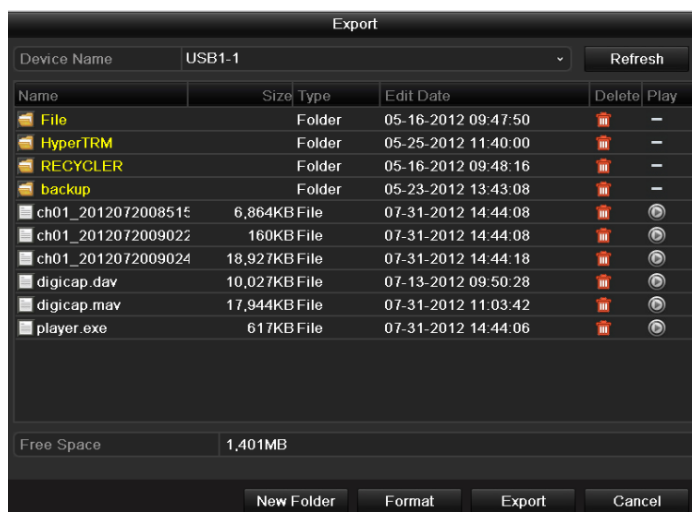 Export
Device Name USB1-1 Refresh
Name Size Type Edit Date Delete Play
File Folder 05-16-2012 09:47:50
HyperTRM Folder 05-25-2012 11:40:00
RECYCLER Folder 05-16-2012 09:48:16
backup Folder 05-23-2012 13:43:08
ch01_2012072008515 6,864KB File 07-31-2012 14:44:08
ch01_2012072009022 160KB File 07-31-2012 14:44:08
ch01_2012072009024 18,927KB File 07-31-2012 14:44:18
digicap.dav 10,027KB File 07-13-2012 09:50:28
digicap.mav 17,944KB File 07-31-2012 11:03:42
player.exe 617KB File 07-31-2012 14:44:06
Free Space 1,401MB
New Folder Format Export Cancel